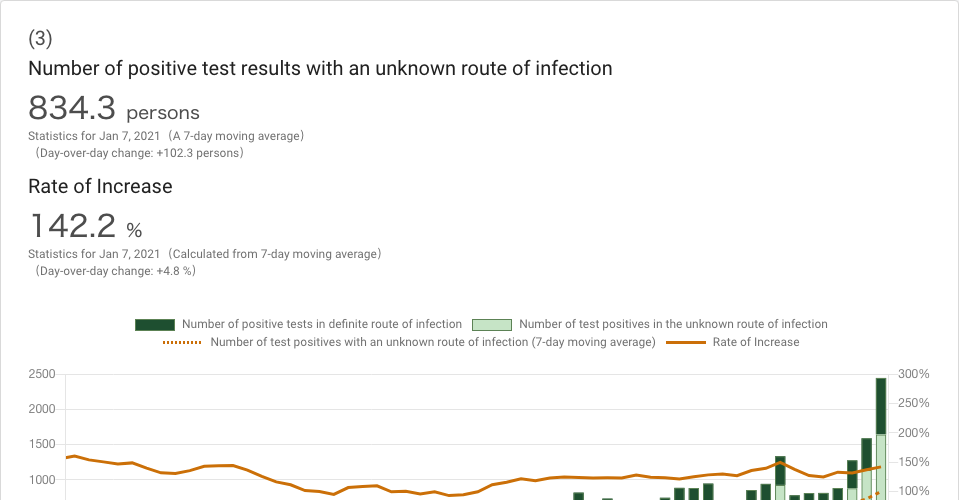 (3)
Number of positive test results with an unknown route of infection
834.3 persons
Statistics for Jan 7, 2021（A 7-day moving average）
（Day-over-day change: +102.3 persons）
Rate of Increase
142.2 %
Statistics for Jan 7, 2021（Calculated from 7-day moving average）
（Day-over-day change: +4.8 %）
Number of positive tests in definite route of infection Number of test positives in the unknown route of infection
Number of test positives with an unknown route of infection (7-day moving average) Rate of Increase
2500 300%
250%
2000
200%
1500
150%
1000
100%